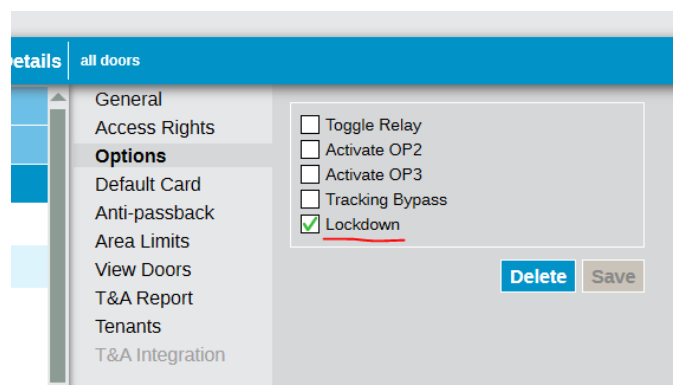 etails
all doors
General
Access Rights
Options
Default Card
Anti-passback
Area Limits
View Doors
T&A Report
Tenants
T&A Integration
Toggle Relay
Activate OP2
Activate OP3
Tracking Bypass
Lockdown
Delete
Save